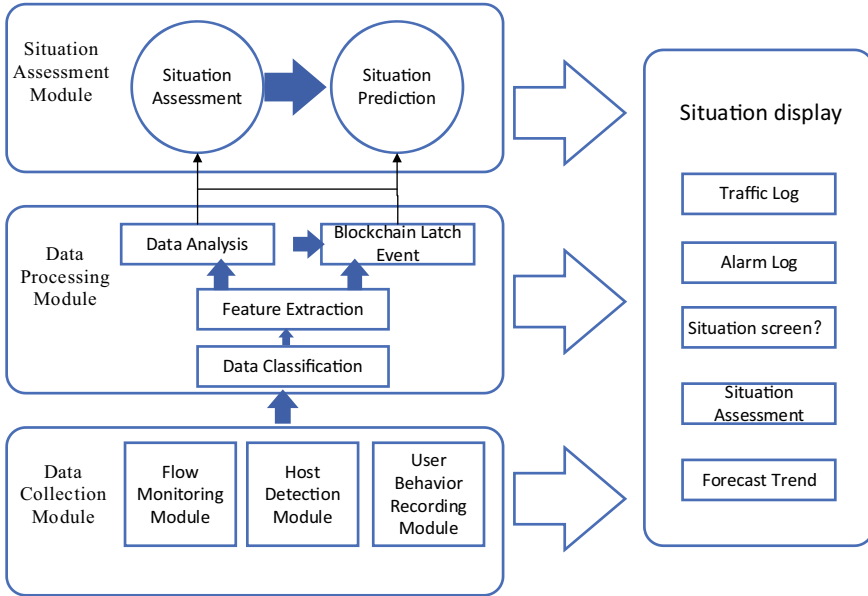 Situation
Assessment
Module
Situation
Assessment
Situation
Prediction
Data
Processing
Module
Data Analysis
Blockchain Latch
Event
Feature Extraction
Data Classification
Data
Collection
Module
Flow
Monitoring
Module
Host
Detection
Module
User
Behavior
Recording
Module
Situation display
Traffic Log
Alarm Log
Situation screen?
Situation
Assessment
Forecast Trend